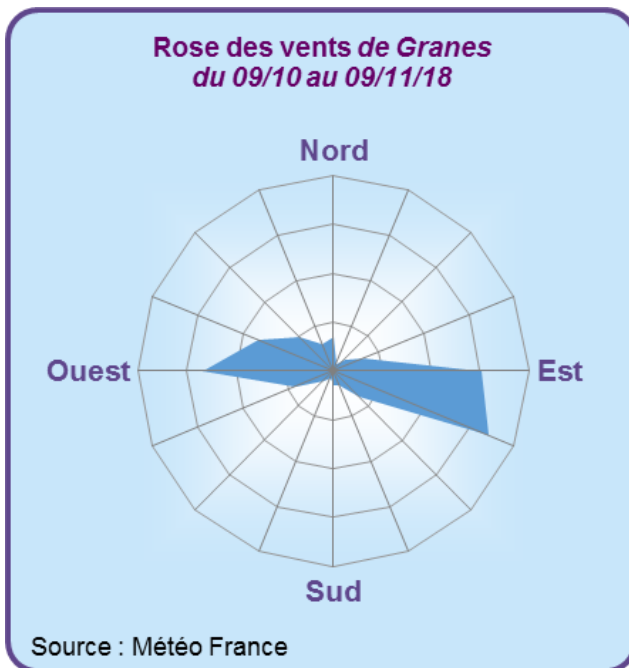 Rose des vents de Granes
du 09/10 au 09/11/18
Nord
Ouest
Est
Sud
Source : Météo France